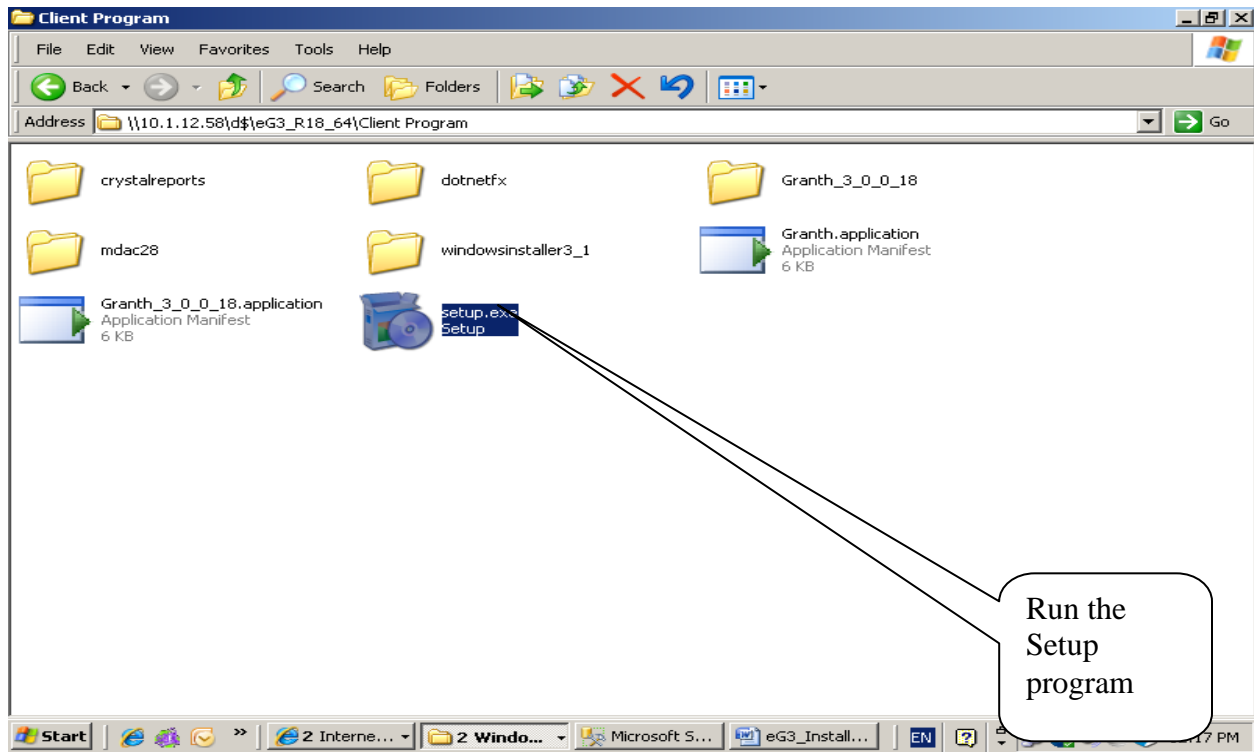 Client Program
File Edit View Favorites Tools Help
Back Search Folders
Address \\10.1.12.58\d$\eG3_R18_64\Client Program Go
crystalreports
dotnetfx
Granth_3_0_0_18
mdac28
windowsinstaller3_1
Granth.application
Application Manifest
6 KB
Granth_3_0_0_18.application
Application Manifest
6 KB
setup.exe
Setup
Run the
Setup
program
Start » 2 Interne... 2 Windo... Microsoft S... eG3_Install... EN 17 PM